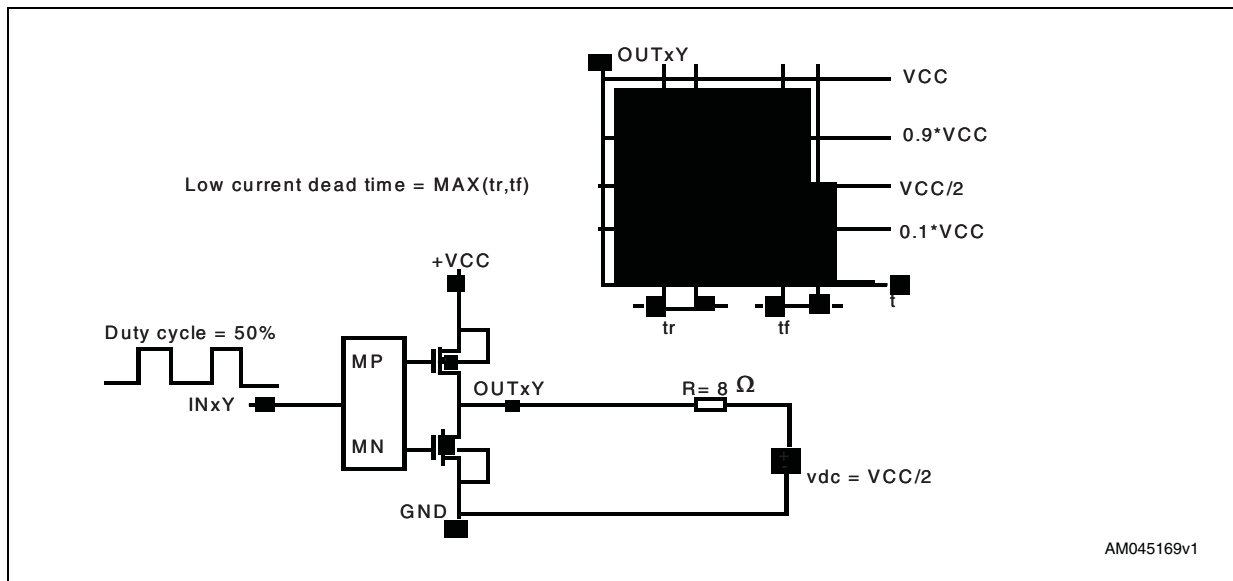 OUTxY
VCC
0.9*VCC
Low current dead time = MAX(tr,tf)
VCC/2
0.1*VCC
+VCC
t
tr
tf
Duty cycle = 50%
MP
OUTxY
R= 8 Ω
INxY
MN
+
-
vdc = VCC/2
GND
AM045169v1